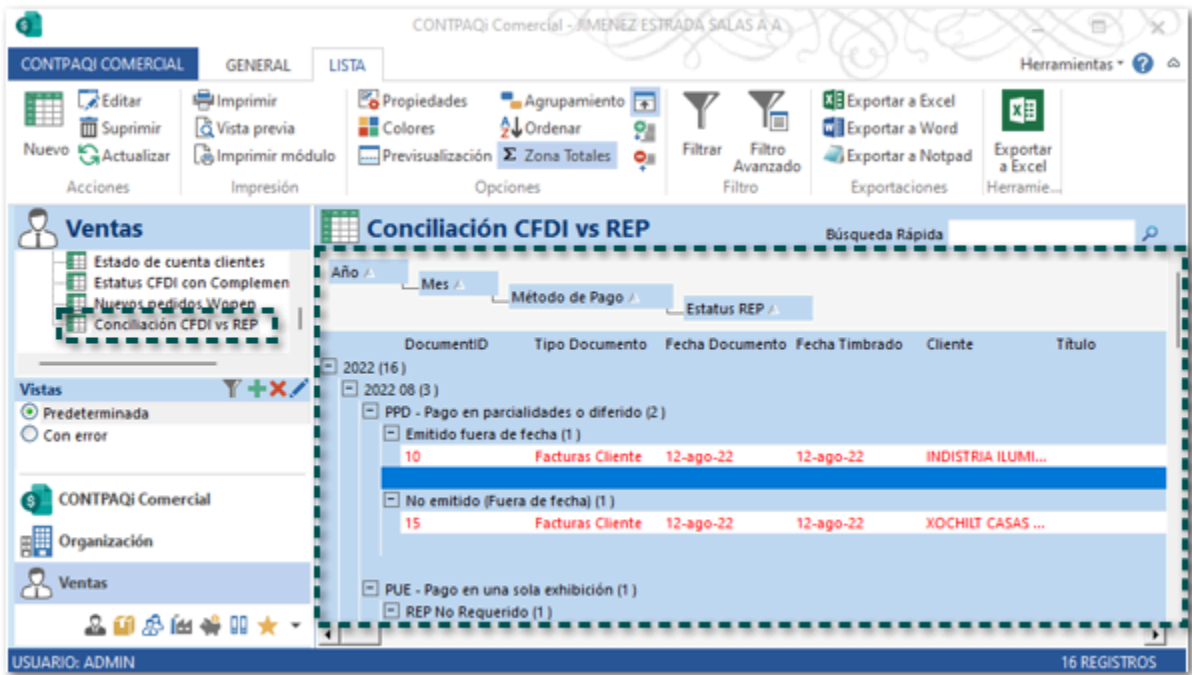 CONTPAQi Comercial - JIMENEZ ESTRADA SALAS A A
CONTPAQI COMERCIAL GENERAL LISTA Herramientas
Nuevo
Editar
Suprimir
Actualizar
Acciones
Imprimir
Vista previa
Imprimir módulo
Impresión
Propiedades
Colores
Previsualización
Agrupamiento
Ordenar
Σ Zona Totales
Opciones
Filtrar
Filtro
Avanzado
Filtro
Exportar a Excel
Exportar a Word
Exportar a Notpad
Exportaciones
Exportar
a Excel
Herramie...
Ventas
Estado de cuenta clientes
Estatus CFDI con Complemen
Nuevos pedidos Wopen
Conciliación CFDI vs REP
Vistas
Predeterminada
Con error
CONTPAQi Comercial
Organización
Ventas
Conciliación CFDI vs REP
Búsqueda Rápida
Año
Mes
Método de Pago
Estatus REP
DocumentID Tipo Documento Fecha Documento Fecha Timbrado Cliente Título
2022 (16)
2022 08 (3)
PPD - Pago en parcialidades o diferido (2)
Emitido fuera de fecha (1)
10 Facturas Cliente 12-ago-22 12-ago-22 INDISTRIA ILUMI...
No emitido (Fuera de fecha) (1)
15 Facturas Cliente 12-ago-22 12-ago-22 XOCHILT CASAS ...
PUE - Pago en una sola exhibición (1)
REP No Requerido (1)
USUARIO: ADMIN 16 REGISTROS